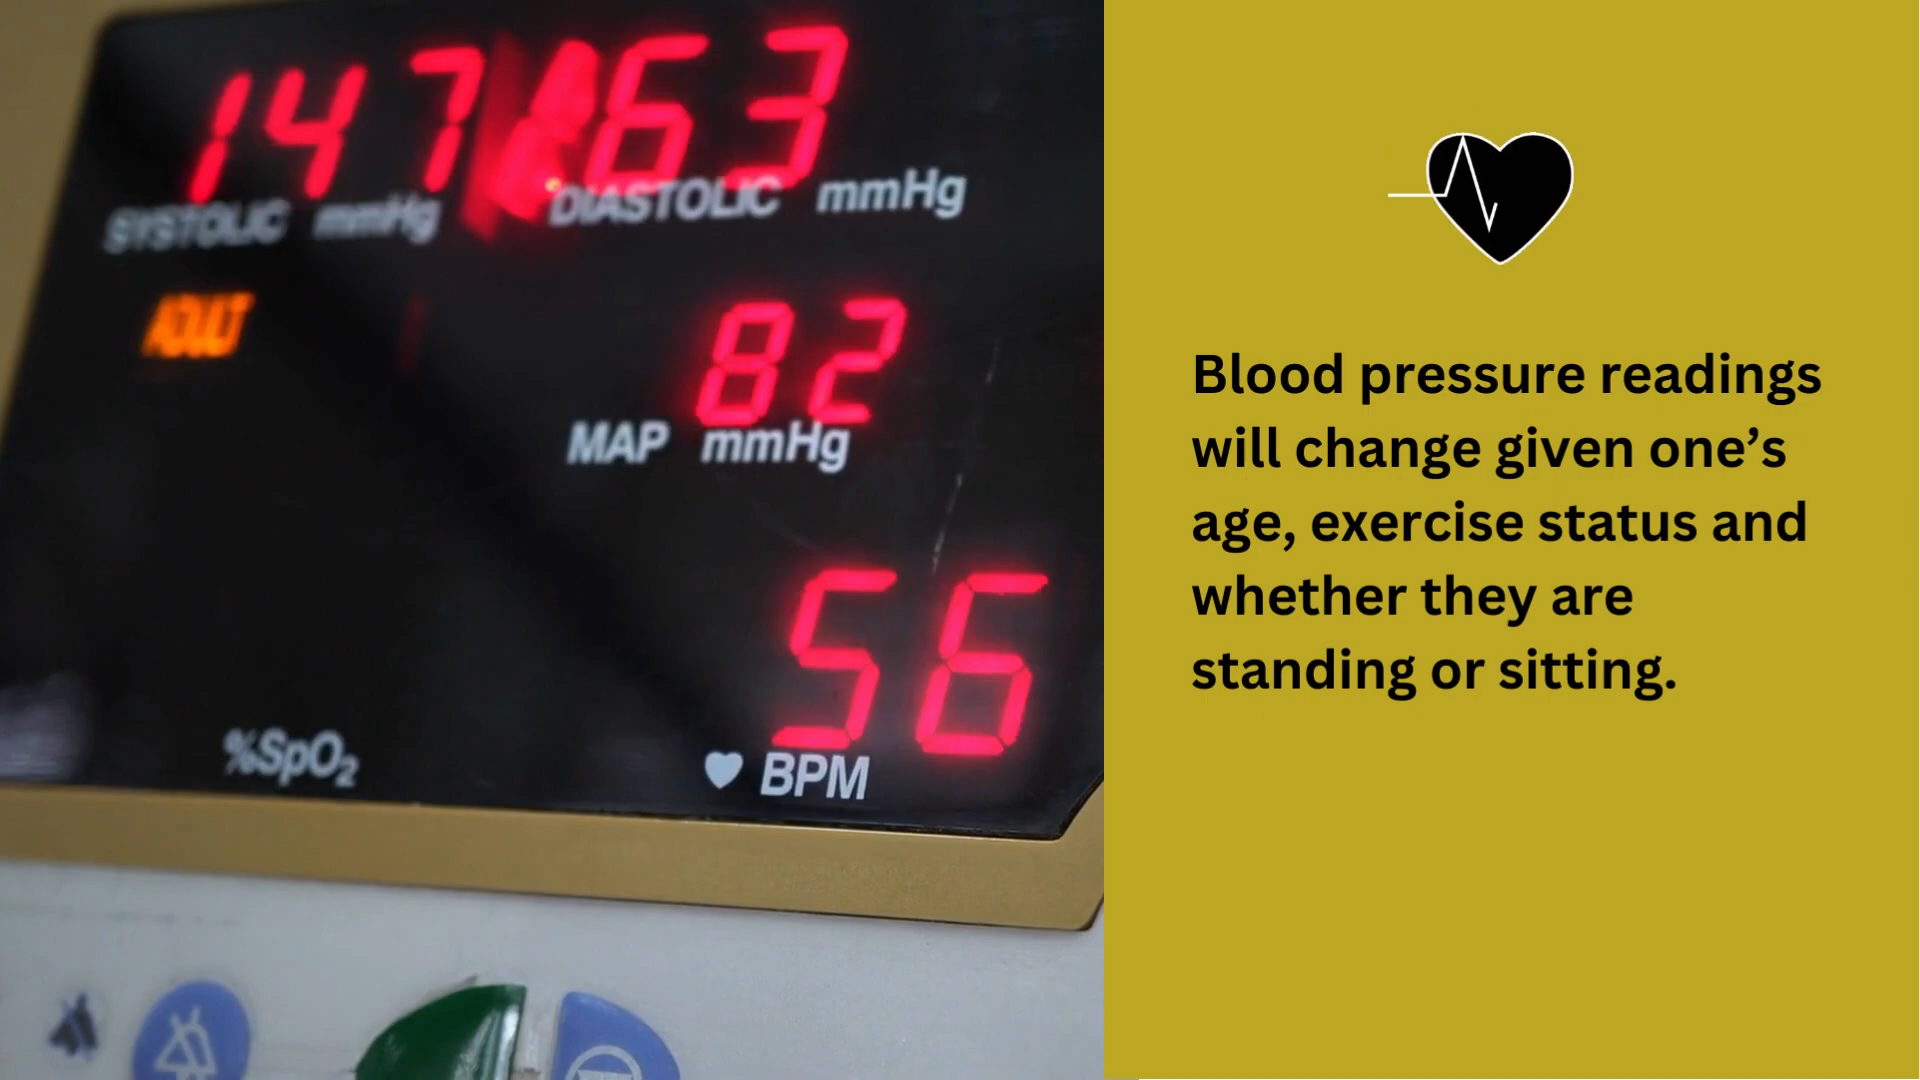 147 63
SYSTOLIC mmHg DIASTOLIC mmHg
ADULT
82
MAP mmHg
56
%SpO₂ BPM
Blood pressure readings
will change given one’s
age, exercise status and
whether they are
standing or sitting.